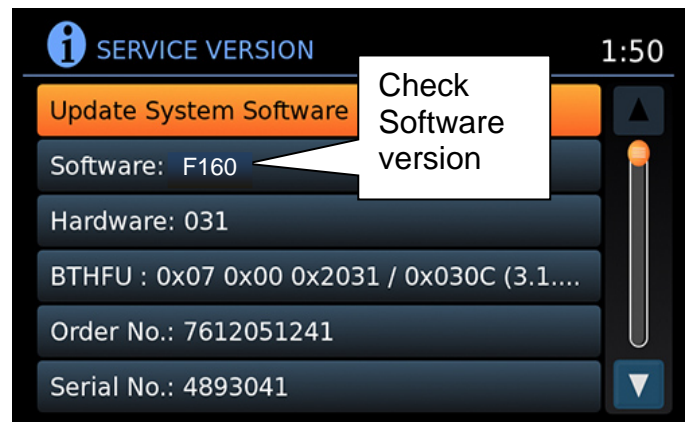 SERVICE VERSION
1:50
Update System Software
Check
Software
version
Software: F160
Hardware: 031
BTHFU : 0x07 0x00 0x2031 / 0x030C (3.1....
Order No.: 7612051241
Serial No.: 4893041